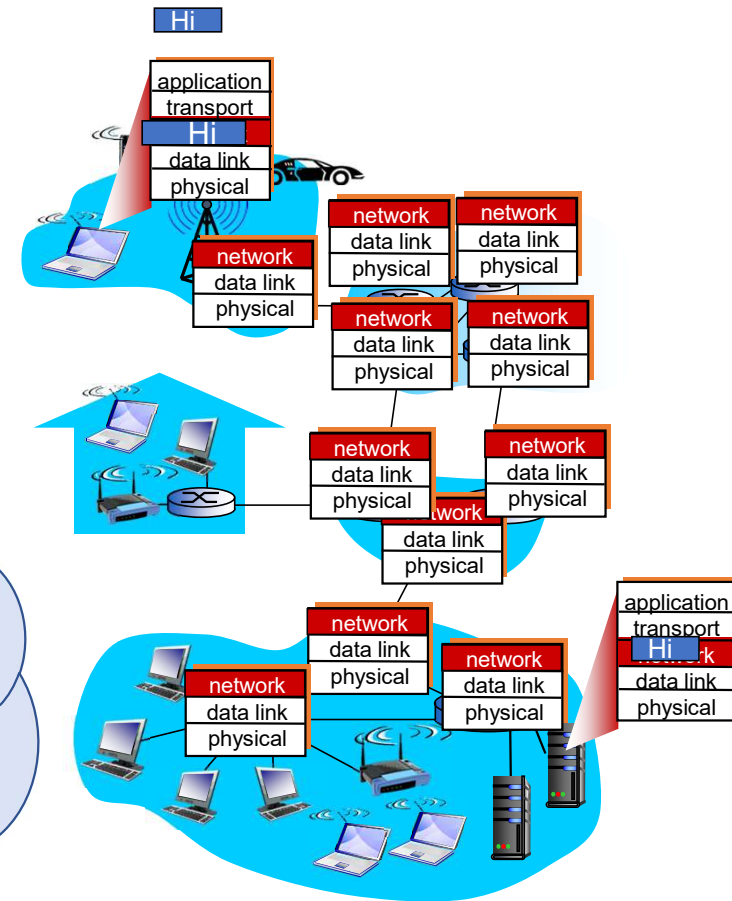 Hi
application
transport
Hi
data link
physical
network
data link
physical
network
data link
physical
network
data link
physical
network
data link
physical
network
data link
physical
network
data link
physical
network
data link
physical
network
data link
physical
network
data link
physical
network
data link
physical
network
data link
physical
application
transport
Hi
data link
physical